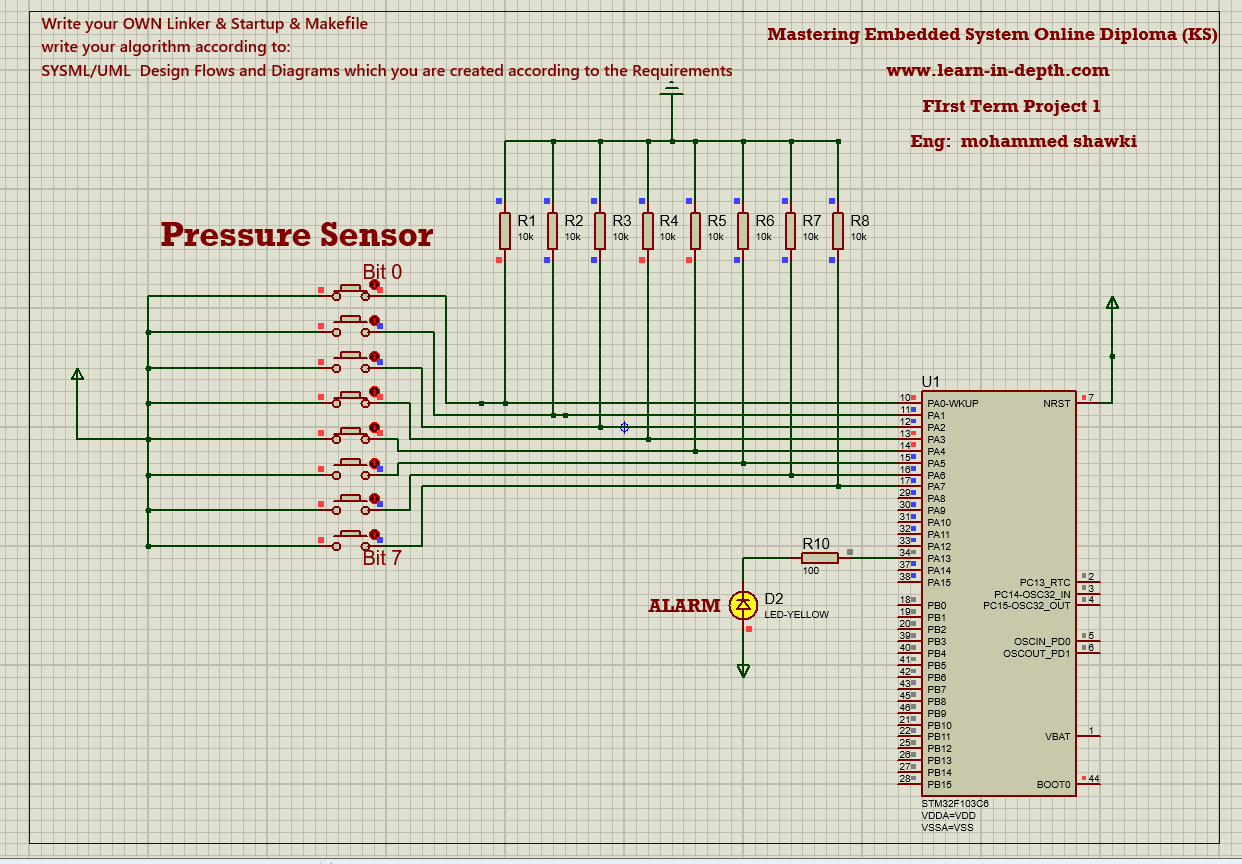 Write your OWN Linker & Startup & Makefile
write your algorithm according to:
SYSML/UML  Design Flows and Diagrams which you are created according to the Requirements
Mastering Embedded System Online Diploma (KS)
www.learn-in-depth.com
FIrst Term Project 1
Eng:  mohammed shawki
R1
10k
R2
10k
R3
10k
R4
10k
R5
10k
R6
10k
R7
10k
R8
10k
Pressure Sensor
Bit 0
Bit 7
R10
100
ALARM
D2
LED-YELLOW
U1
10 PA0-WKUP
11 PA1
12 PA2
13 PA3
14 PA4
15 PA5
16 PA6
17 PA7
29 PA8
30 PA9
31 PA10
32 PA11
33 PA12
34 PA13
37 PA14
38 PA15
18 PB0
19 PB1
20 PB2
39 PB3
40 PB4
41 PB5
42 PB6
43 PB7
45 PB8
46 PB9
21 PB10
22 PB11
25 PB12
26 PB13
27 PB14
28 PB15
NRST 7
PC13_RTC 2
PC14-OSC32_IN 3
PC15-OSC32_OUT 4
OSCIN_PD0 5
OSCOUT_PD1 6
VBAT 1
BOOT0 44
STM32F103C6
VDDA=VDD
VSSA=VSS